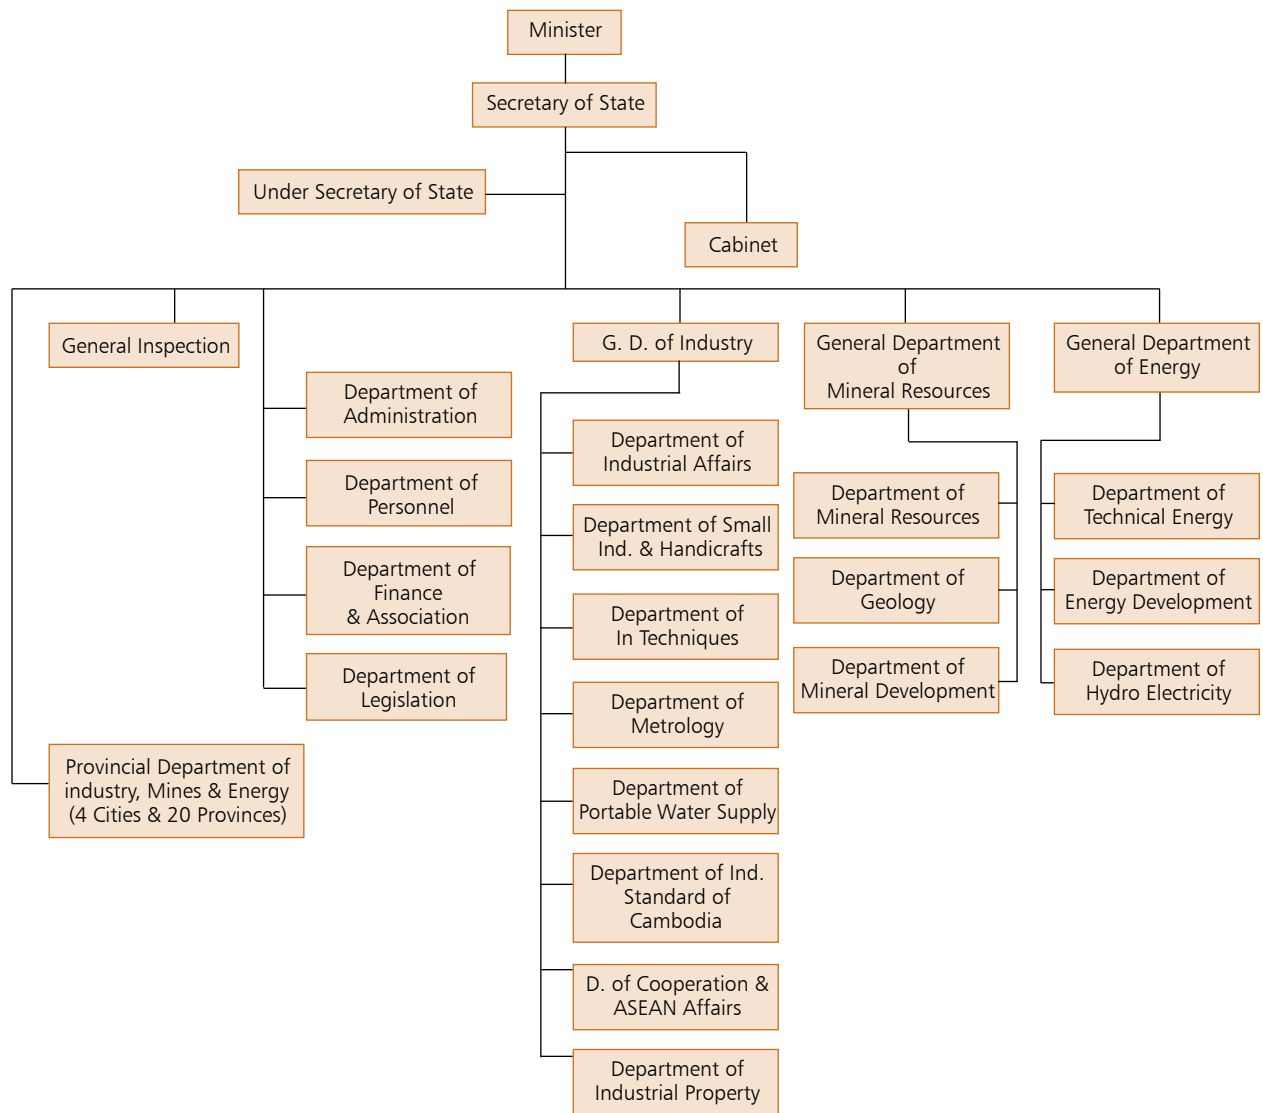 Minister
Secretary of State
Under Secretary of State
Cabinet
General Inspection
Department of
Administration
Department of
Personnel
Department of
Finance
& Association
Department of
Legislation
Provincial Department of
industry, Mines & Energy
(4 Cities & 20 Provinces)
G. D. of Industry
Department of
Industrial Affairs
Department of Small
Ind. & Handicrafts
Department of
In Techniques
Department of
Metrology
Department of
Portable Water Supply
Department of Ind.
Standard of
Cambodia
D. of Cooperation &
ASEAN Affairs
Department of
Industrial Property
General Department
of
Mineral Resources
Department of
Mineral Resources
Department of
Geology
Department of
Mineral Development
General Department
of Energy
Department of
Technical Energy
Department of
Energy Development
Department of
Hydro Electricity